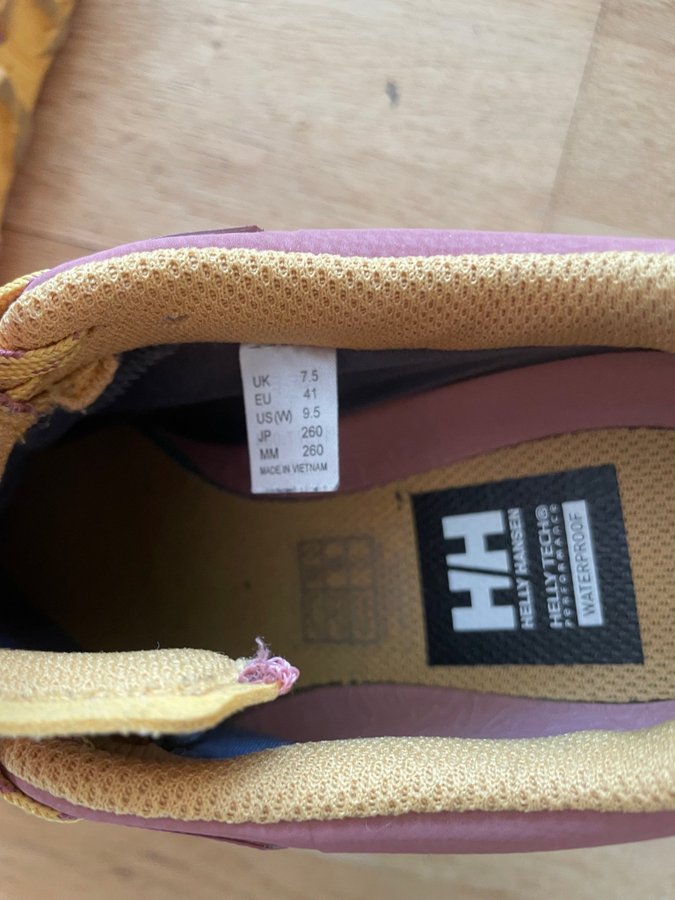 UK 7.5
EU 41
US(W) 9.5
JP 260
MM 260
MADE IN VIETNAM
HH
HELLY HANSEN
HELLY TECH®
performance
WATERPROOF